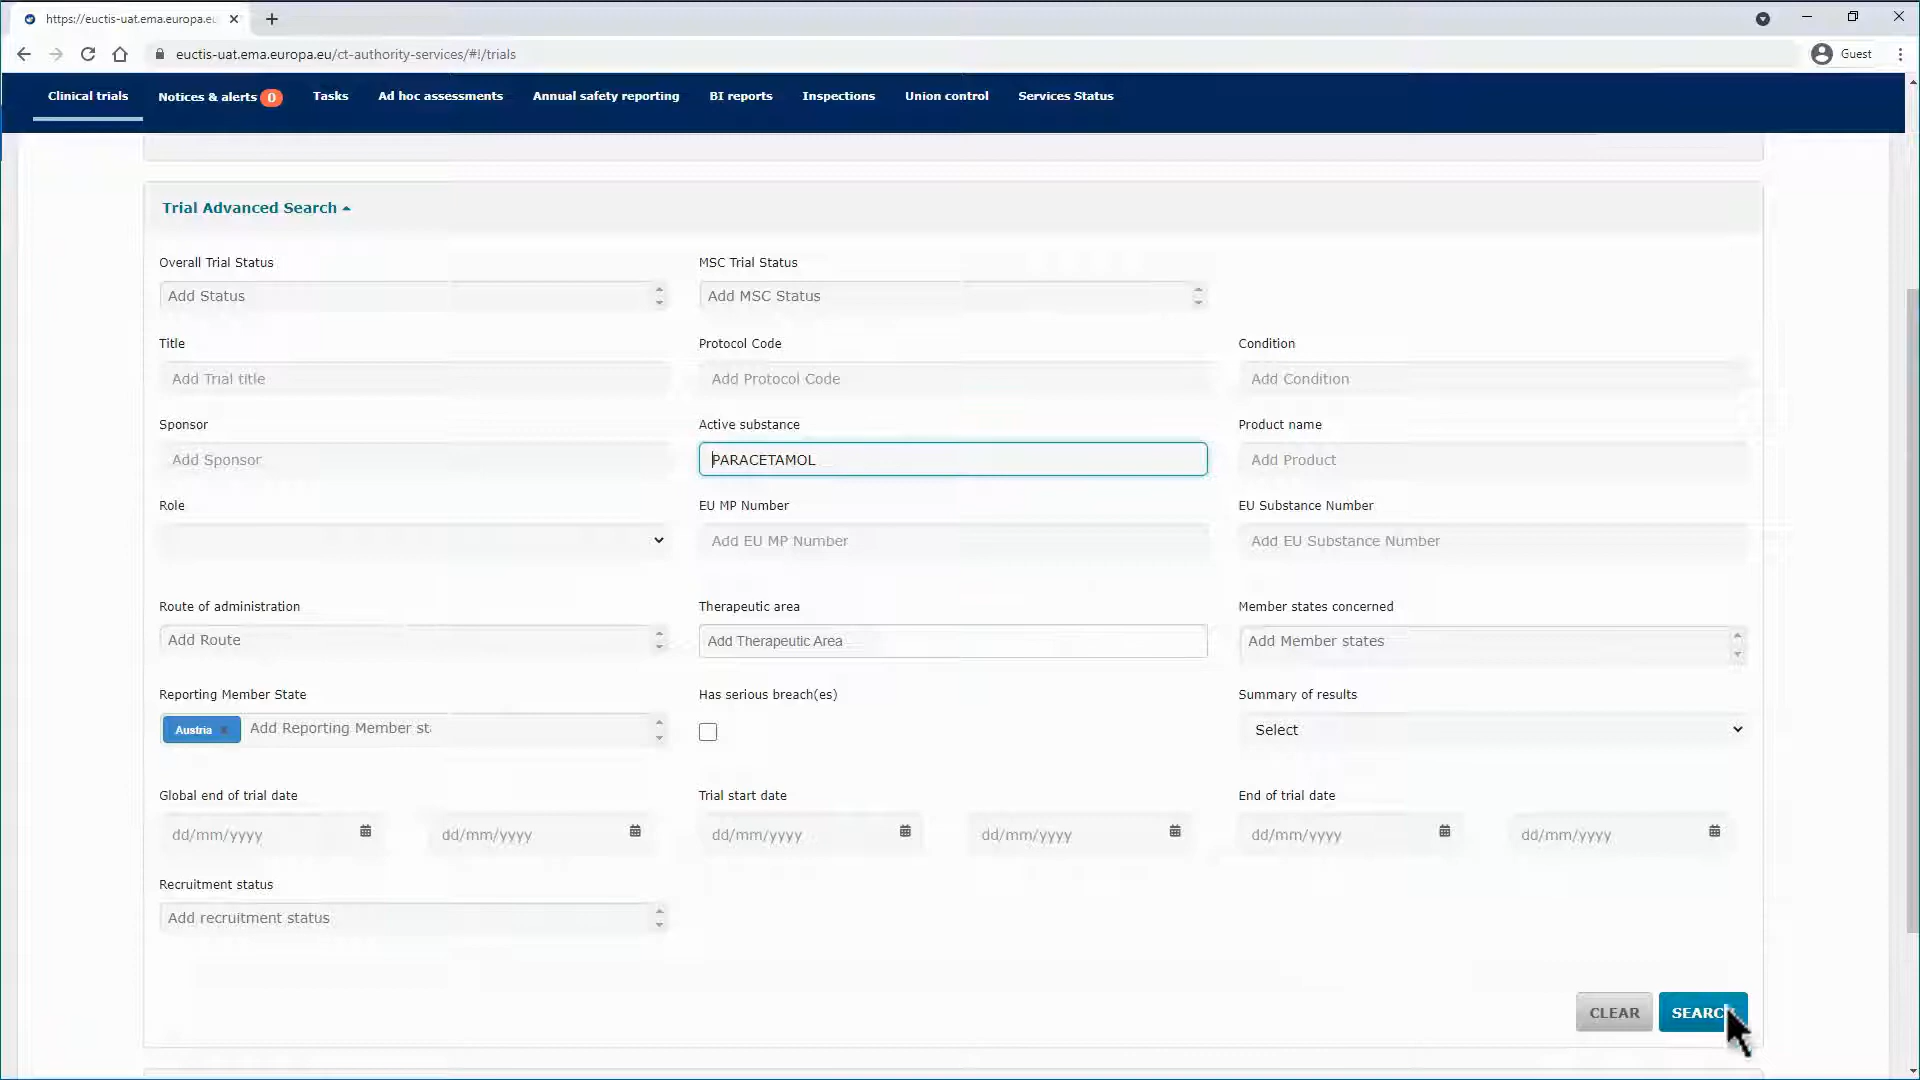 https://euctis-uat.ema.europa.eu
euctis-uat.ema.europa.eu/ct-authority-services/#!/trials
Guest
Clinical trials
Notices & alerts 0
Tasks
Ad hoc assessments
Annual safety reporting
BI reports
Inspections
Union control
Services Status
Trial Advanced Search
Overall Trial Status
MSC Trial Status
Add Status
Add MSC Status
Title
Protocol Code
Condition
Add Trial title
Add Protocol Code
Add Condition
Sponsor
Active substance
Product name
Add Sponsor
PARACETAMOL
Add Product
Role
EU MP Number
EU Substance Number
Add EU MP Number
Add EU Substance Number
Route of administration
Therapeutic area
Member states concerned
Add Route
Add Therapeutic Area
Add Member states
Reporting Member State
Has serious breach(es)
Summary of results
Austria x
Add Reporting Member st
Select
Global end of trial date
Trial start date
End of trial date
dd/mm/yyyy
dd/mm/yyyy
dd/mm/yyyy
dd/mm/yyyy
dd/mm/yyyy
dd/mm/yyyy
Recruitment status
Add recruitment status
CLEAR
SEARC